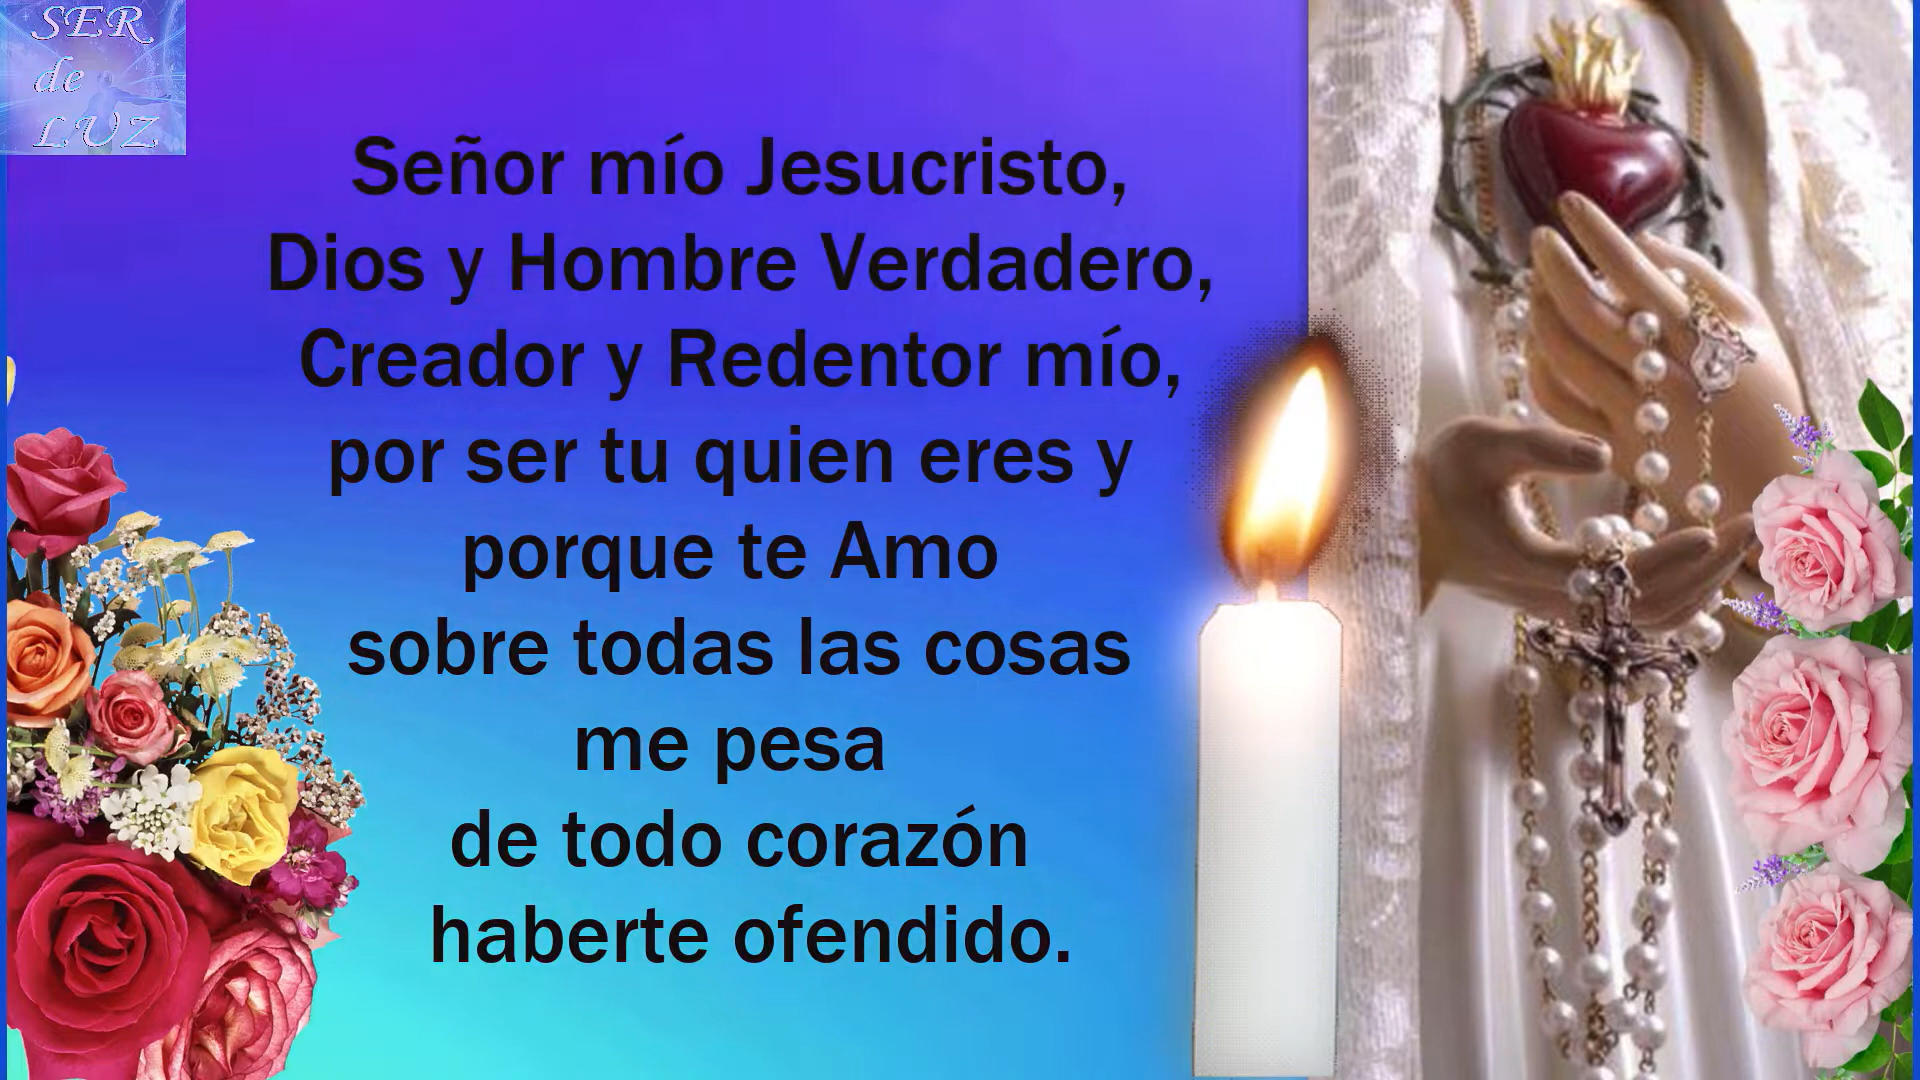 SER
de
LUZ
Señor mío Jesucristo,
Dios y Hombre Verdadero,
Creador y Redentor mío,
por ser tu quien eres y
porque te Amo
sobre todas las cosas
me pesa
de todo corazón
haberte ofendido.